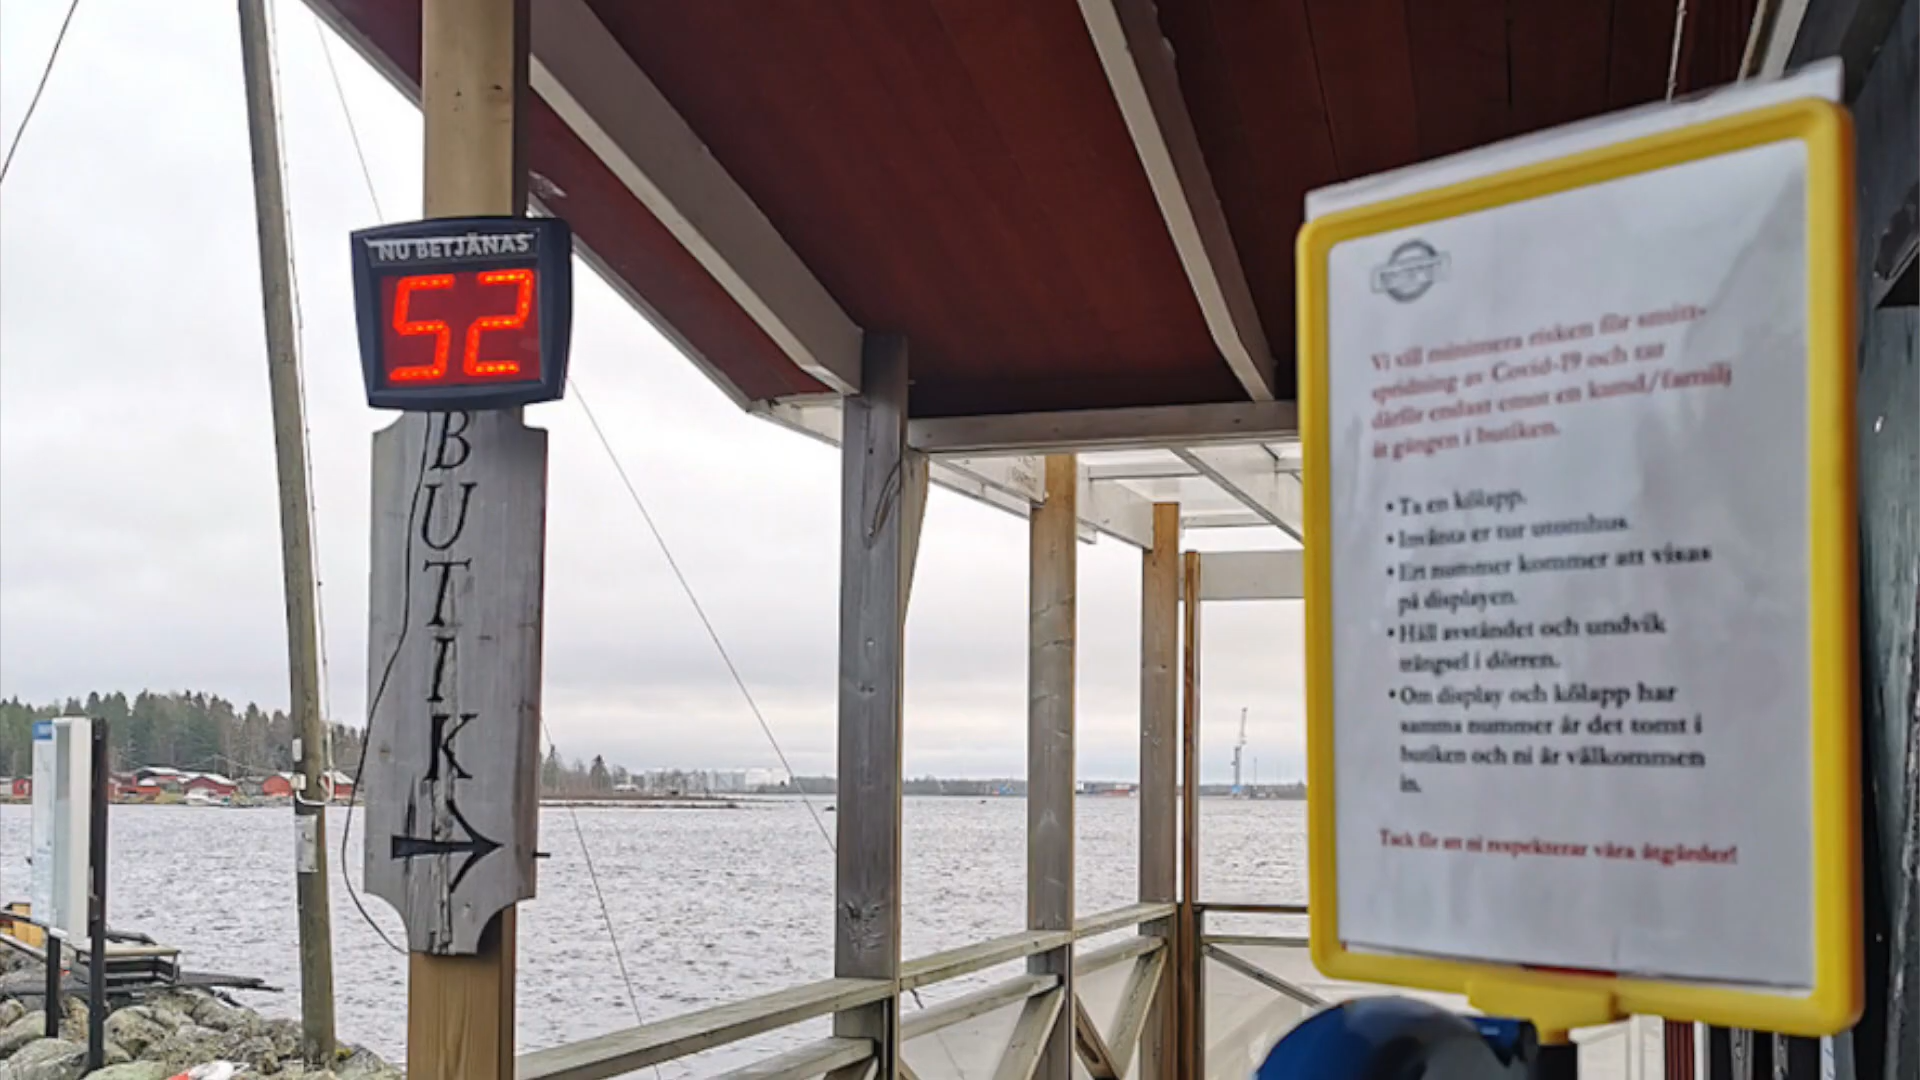 NU BETJÄNAS
52
BUTIK
Vi vill minimera risken för smitt-
spridning av Covid-19 och tar
därför endast emot en kund/familj
åt gången i butiken.
• Ta en kölapp.
• Invänta er tur utomhus.
• Ert nummer kommer att visas
på displayen.
• Håll avståndet och undvik
trängsel i dörren.
• Om display och kölapp har
samma nummer är det tomt i
butiken och ni är välkommen
in.
Tack för att ni respekterar våra åtgärder!